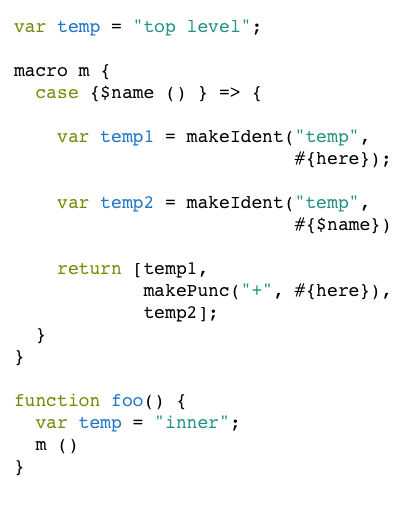 var temp = "top level";
macro m {
case {$name () } => {
var temp1 = makeIdent("temp",
#{here});
var temp2 = makeIdent("temp",
#{$name})
return [temp1,
makePunc("+", #{here}),
temp2];
}
}
function foo() {
var temp = "inner";
m ()
}